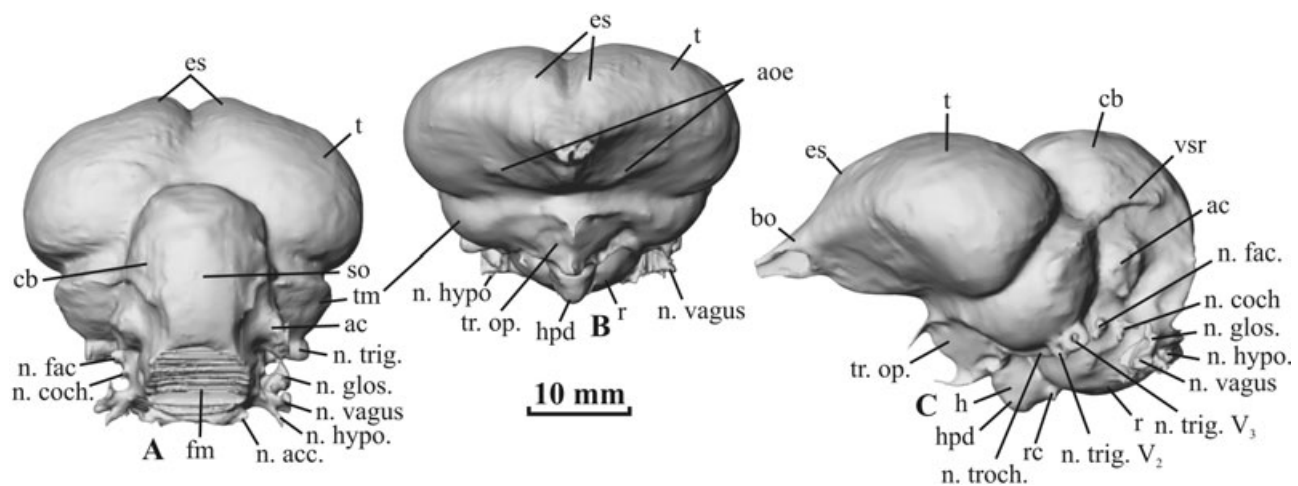 es
t
cb
so
tm
ac
n. fac
n. coch.
n. trig.
n. glos.
n. vagus
n. hypo.
n. acc.
fm
A
es
t
aoe
n. hypo
tr. op.
hpd
B
r
n. vagus
10 mm
cb
t
vsr
es
ac
bo
n. fac.
n. coch
n. glos.
n. hypo.
n. vagus
tr. op.
C
h
hpd
rc
r
n. trig. V₃
n. trig. V₂
n. troch.